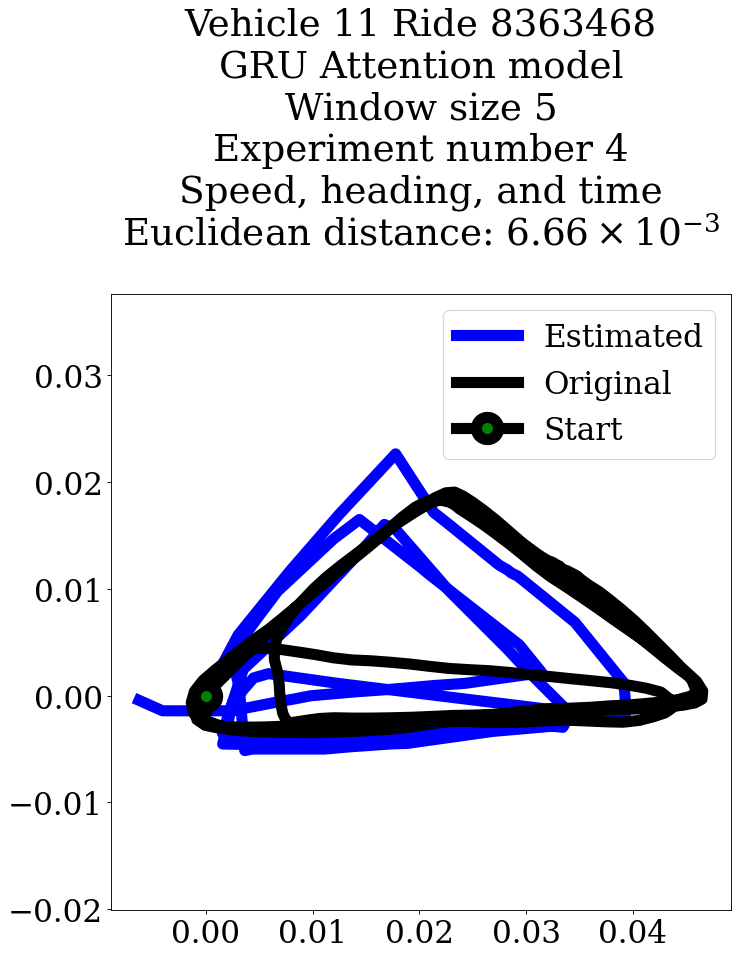 Vehicle 11 Ride 8363468
GRU Attention model
Window size 5
Experiment number 4
Speed, heading, and time
Euclidean distance: 6.66 × 10⁻³
Estimated
Original
Start
0.03
0.02
0.01
0.00
−0.01
−0.02
0.00 0.01 0.02 0.03 0.04